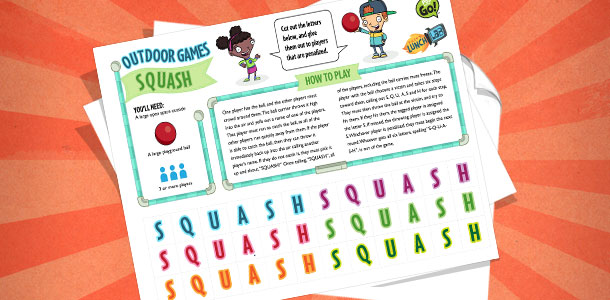 OUTDOOR GAMES
SQUASH
Cut out the letters
below, and give
them out to players
that are penalized.
Go!
LUNCH LAB
YOU'LL NEED:
A large open space outside
A large playground ball
3 or more players
HOW TO PLAY
One player has the ball, and the other players must
crowd around them. The ball carrier throws it high
into the air and yells out a name of one of the players.
That player must run to catch the ball, as all of the
other players run quickly away from them. If the player
is able to catch the ball, then they can throw it
immediately back up into the air calling another
player's name. If they do not catch it, they must pick it
up and shout, "SQUASH!" Once calling "SQUASH", all
of the players, including the ball carrier must freeze. The
player with the ball chooses a victim and takes six steps
toward them, calling out S, Q, U, A, S and H for each step.
They must then throw the ball at the victim and try to
hit them. If they hit them, the tagged player is assigned
the letter S. If missed, the throwing player is assigned the
S. Whichever player is penalized they must begin the next
round. Whoever gets all six letters, spelling "S-Q-U-A-
S-H", is out of the game.
S Q U A S H S Q U A S H
S Q U A S H S Q U A S H
S Q U A S H S Q U A S H